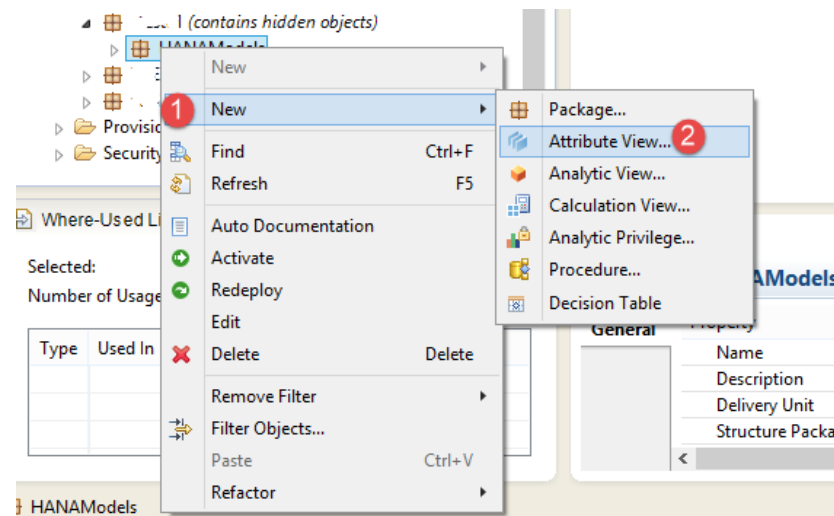 (contains hidden objects)
HANAModels
Provisio
Security
New
1
New
Find Ctrl+F
Refresh F5
Auto Documentation
Activate
Redeploy
Edit
Delete Delete
Remove Filter
Filter Objects...
Paste Ctrl+V
Refactor
Package...
Attribute View...
2
Analytic View...
Calculation View...
Analytic Privilege...
Procedure...
Decision Table
Where-Used Li
Selected:
Number of Usage
Type Used In
AModels
General Property
Name
Description
Delivery Unit
Structure Packa
HANAModels